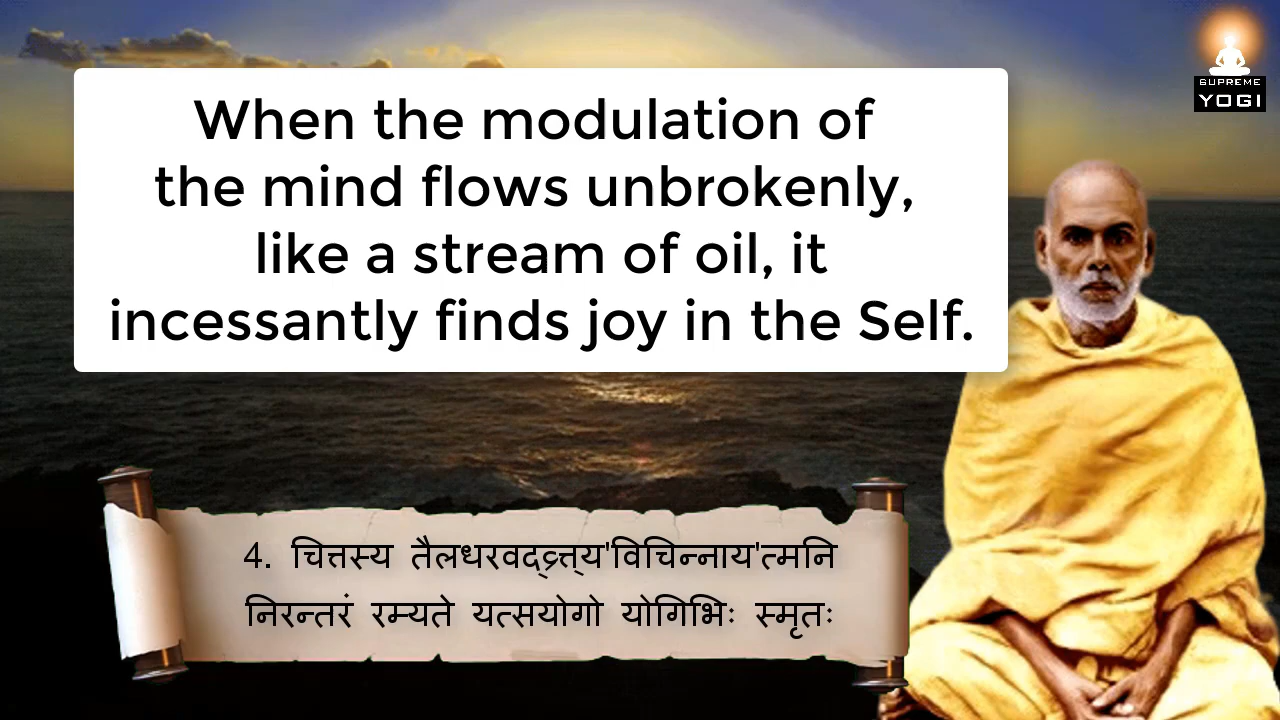 SUPREME
YOGI
When the modulation of
the mind flows unbrokenly,
like a stream of oil, it
incessantly finds joy in the Self.
4. चित्तस्य तैलधरवद्व्र्त्त्य'विचिन्नाय'त्मनि
निरन्तरं रम्यते यत्सयोगो योगिभिः स्मृतः